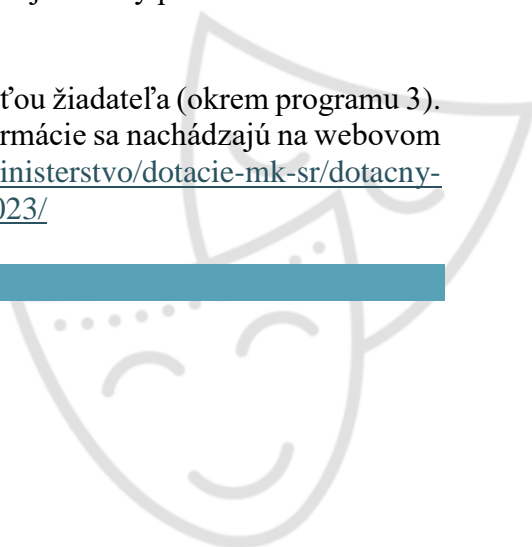 ťou žiadateľa (okrem programu 3).
rmácie sa nachádzajú na webovom
inisterstvo/dotacie-mk-sr/dotacny-
023/